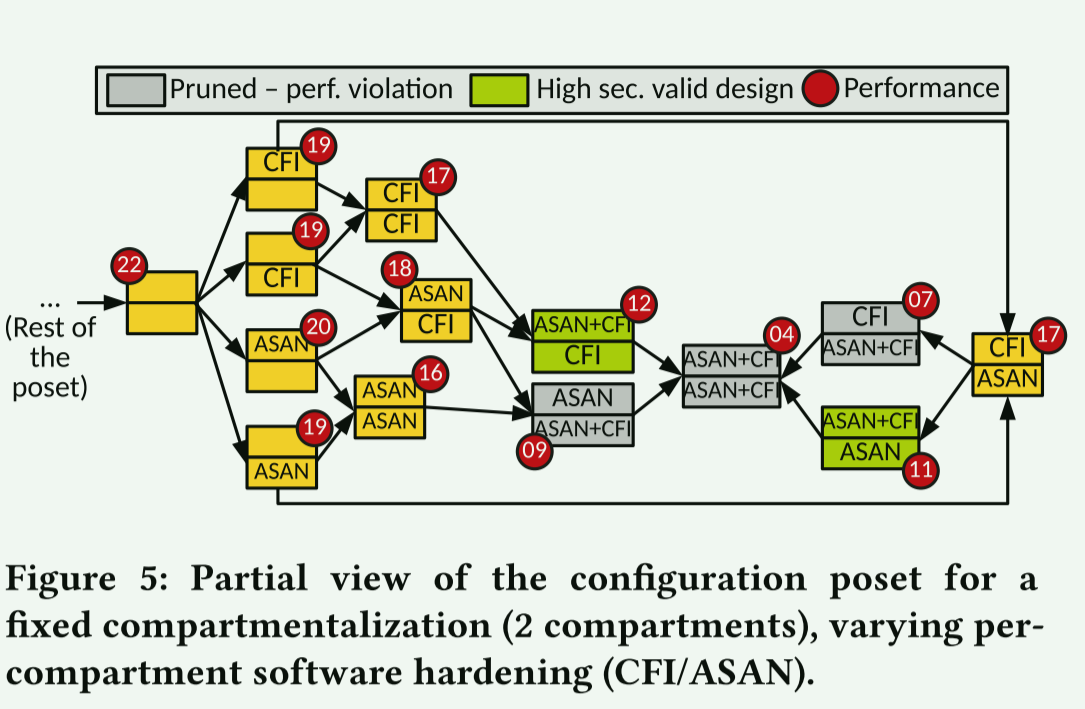 Pruned – perf. violation
High sec. valid design
Performance
...
(Rest of
the
poset)
22
CFI
19
CFI
19
ASAN
20
ASAN
19
CFI
CFI
17
ASAN
CFI
18
ASAN
ASAN
16
ASAN+CFI
CFI
12
ASAN
ASAN+CFI
09
ASAN+CFI
ASAN+CFI
04
CFI
ASAN+CFI
07
ASAN+CFI
ASAN
11
CFI
ASAN
17
Figure 5: Partial view of the configuration poset for a
fixed compartmentalization (2 compartments), varying per-
compartment software hardening (CFI/ASAN).